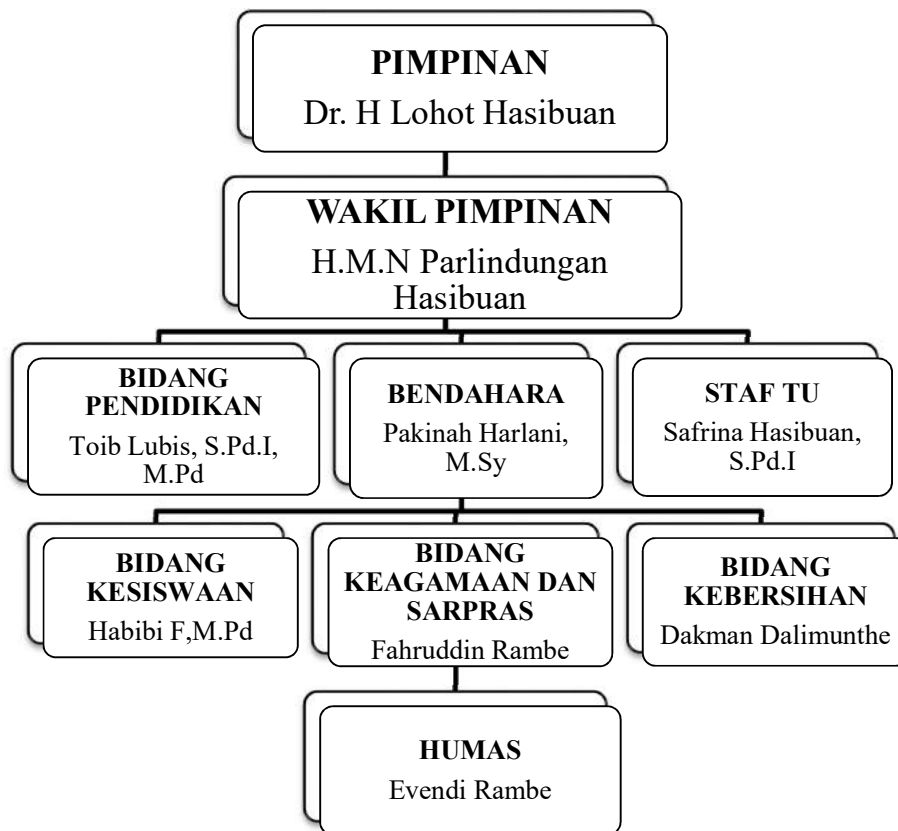 PIMPINAN
Dr. H Lohot Hasibuan
WAKIL PIMPINAN
H.M.N Parlindungan
Hasibuan
BIDANG
PENDIDIKAN
Toib Lubis, S.Pd.I,
M.Pd
BENDAHARA
Pakinah Harlani,
M.Sy
STAF TU
Safrina Hasibuan,
S.Pd.I
BIDANG
KESISWAAN
Habibi F,M.Pd
BIDANG
KEAGAMAAN DAN
SARPRAS
Fahruddin Rambe
BIDANG
KEBERSIHAN
Dakman Dalimunthe
HUMAS
Evendi Rambe